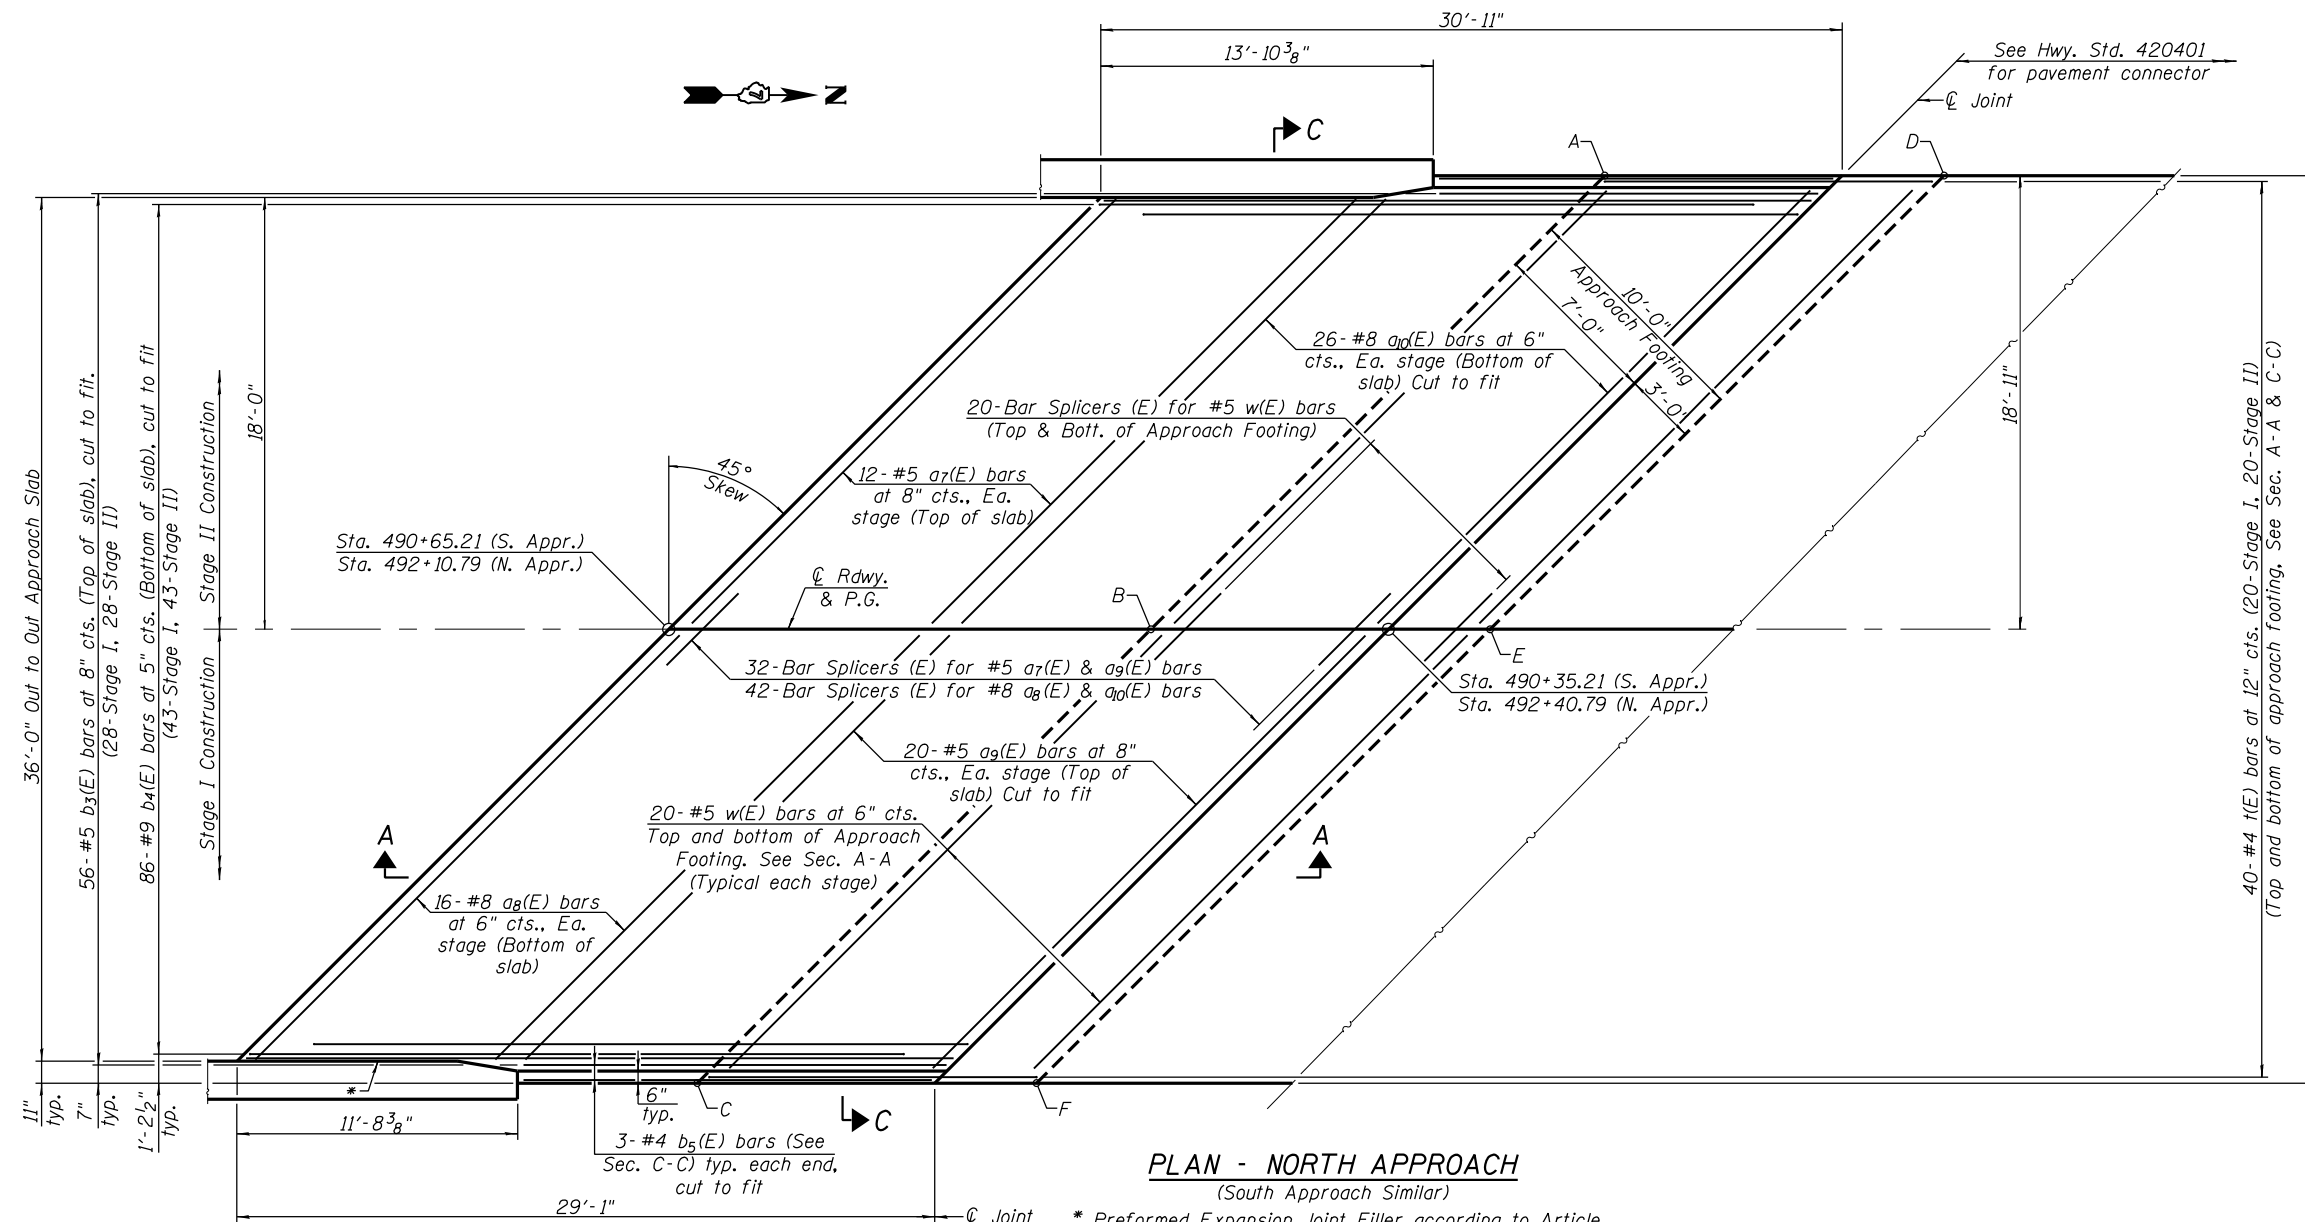 30'-11"
13'-10 3/8"
See Hwy. Std. 420401
for pavement connector
℄ Joint
N
C
A
D
36'-0" Out to Out Approach Slab
56-#5 b3(E) bars at 8" cts. (Top of slab), cut to fit.
(28-Stage I, 28-Stage II)
86-#9 b4(E) bars at 5" cts. (Bottom of slab), cut to fit
(43-Stage I, 43-Stage II)
Stage II Construction
Stage I Construction
18'-0"
10'-0"
Approach Footing
7'-0"
3'-0"
26-#8 a10(E) bars at 6"
cts., Ea. stage (Bottom of
slab) Cut to fit
20-Bar Splicers (E) for #5 w(E) bars
(Top & Bott. of Approach Footing)
45°
Skew
12-#5 a7(E) bars
at 8" cts., Ea.
stage (Top of slab)
18'-11"
40-#4 t(E) bars at 12" cts. (20-Stage I, 20-Stage II)
(Top and bottom of approach footing, See Sec. A-A & C-C)
Sta. 490+65.21 (S. Appr.)
Sta. 492+10.79 (N. Appr.)
℄ Rdwy.
& P.G.
B
E
32-Bar Splicers (E) for #5 a7(E) & a9(E) bars
42-Bar Splicers (E) for #8 a8(E) & a10(E) bars
Sta. 490+35.21 (S. Appr.)
Sta. 492+40.79 (N. Appr.)
20-#5 a9(E) bars at 8"
cts., Ea. stage (Top of
slab) Cut to fit
20-#5 w(E) bars at 6" cts.
Top and bottom of Approach
Footing. See Sec. A-A
(Typical each stage)
A
A
16-#8 a8(E) bars
at 6" cts., Ea.
stage (Bottom of
slab)
11"
typ.
7"
typ.
1'-2 1/2"
typ.
*
11'-8 3/8"
6"
typ.
C
C
F
3-#4 b5(E) bars (See
Sec. C-C) typ. each end,
cut to fit
29'-1"
℄ Joint
PLAN - NORTH APPROACH
(South Approach Similar)
* Preformed Expansion Joint Filler according to Article